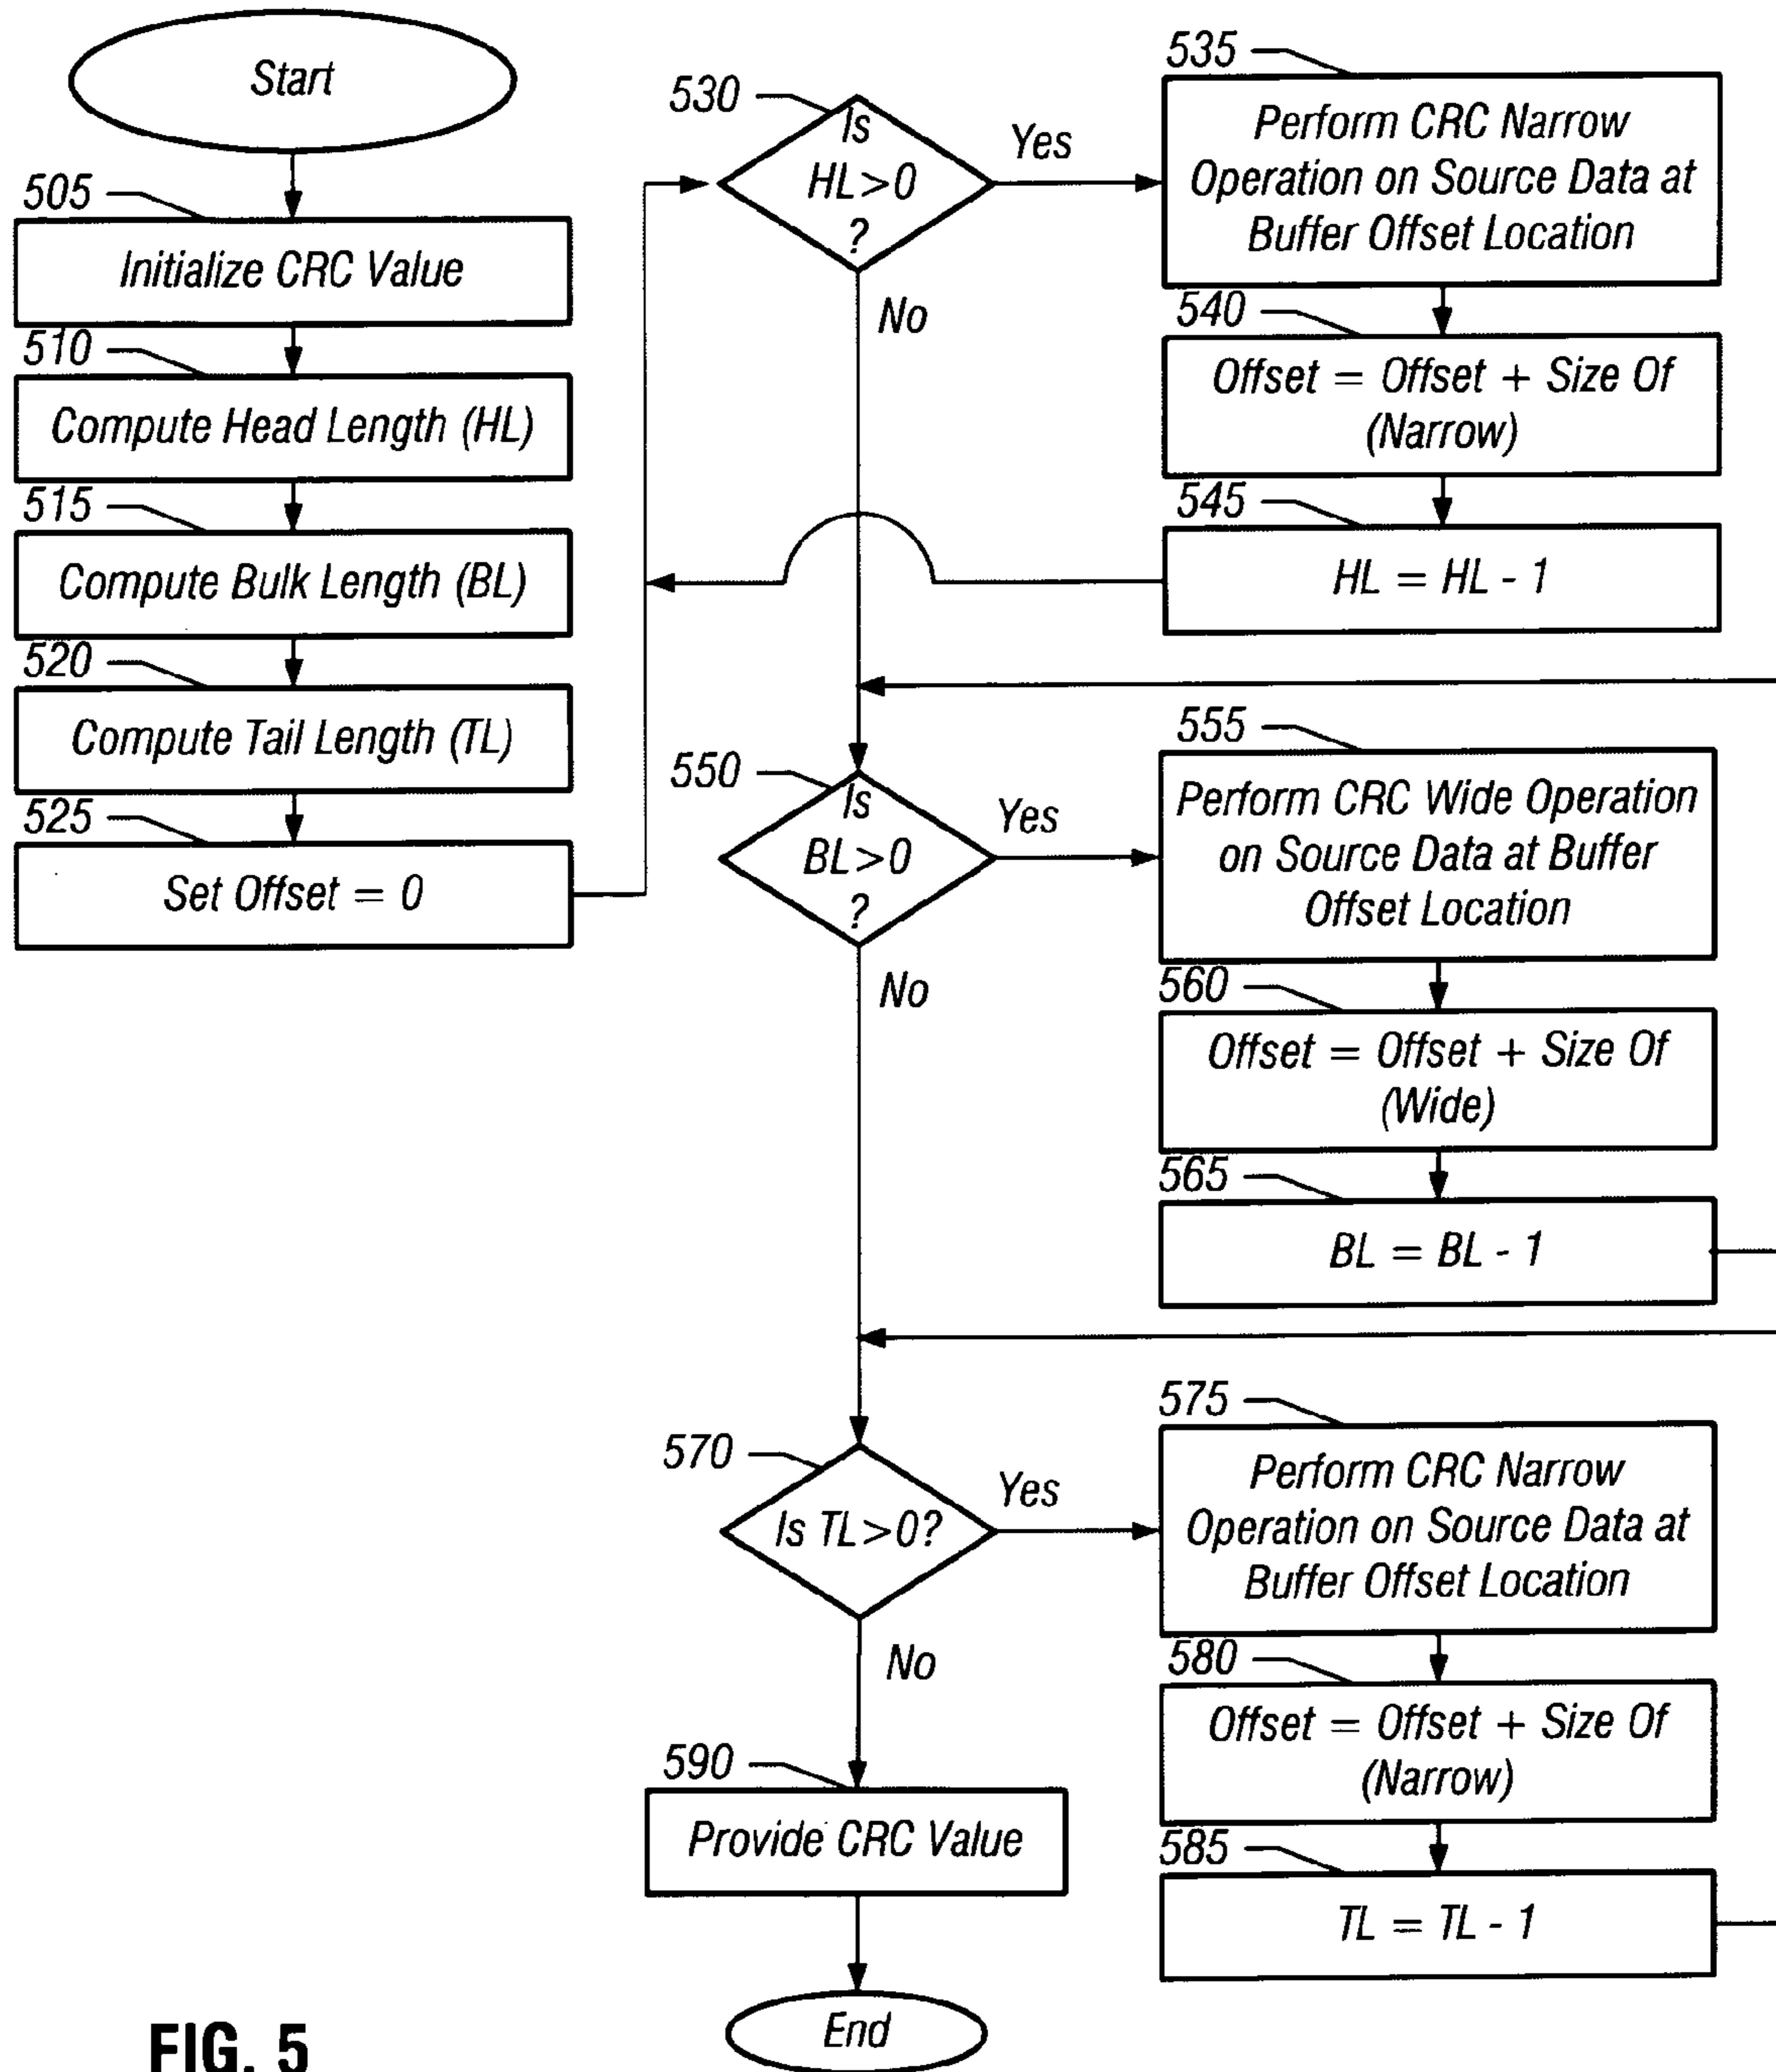 Start
505
Initialize CRC Value
510
Compute Head Length (HL)
515
Compute Bulk Length (BL)
520
Compute Tail Length (TL)
525
Set Offset = 0
530
Is
HL>0
?
Yes
No
535
Perform CRC Narrow
Operation on Source Data at
Buffer Offset Location
540
Offset = Offset + Size Of
(Narrow)
545
HL = HL - 1
550
Is
BL>0
?
Yes
No
555
Perform CRC Wide Operation
on Source Data at Buffer
Offset Location
560
Offset = Offset + Size Of
(Wide)
565
BL = BL - 1
570
Is TL>0?
Yes
No
575
Perform CRC Narrow
Operation on Source Data at
Buffer Offset Location
580
Offset = Offset + Size Of
(Narrow)
585
TL = TL - 1
590
Provide CRC Value
End
FIG. 5